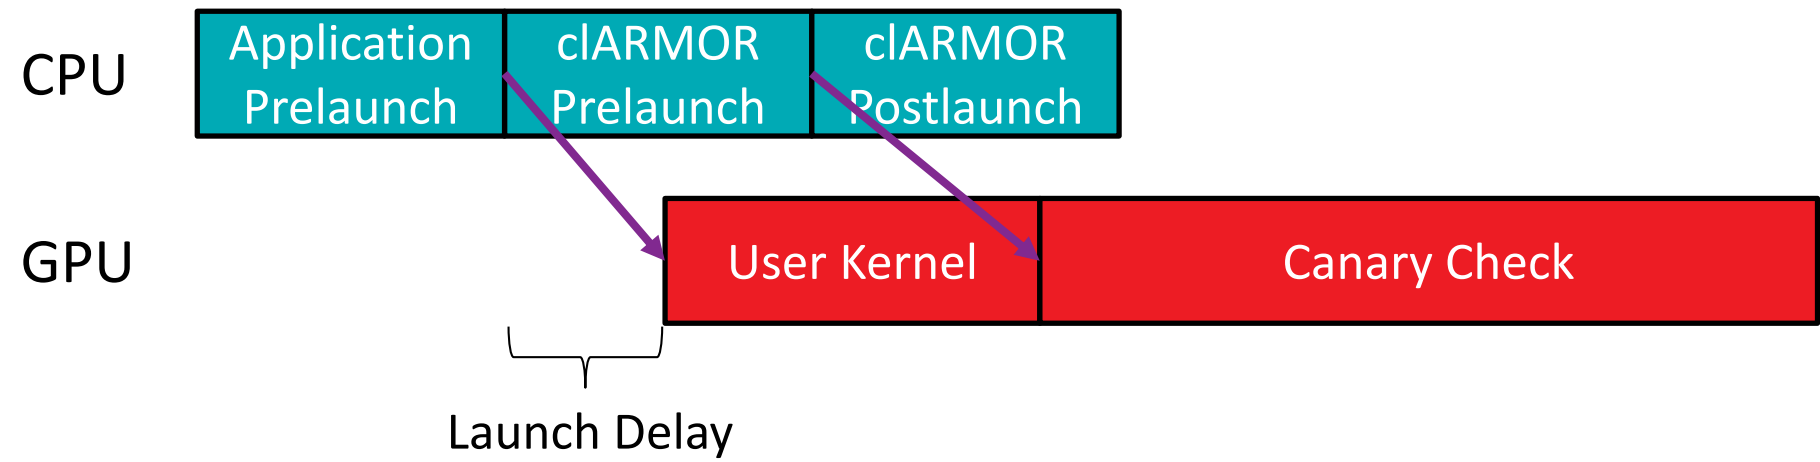 CPU
Application
Prelaunch
clARMOR
Prelaunch
clARMOR
Postlaunch
GPU
User Kernel
Canary Check
Launch Delay